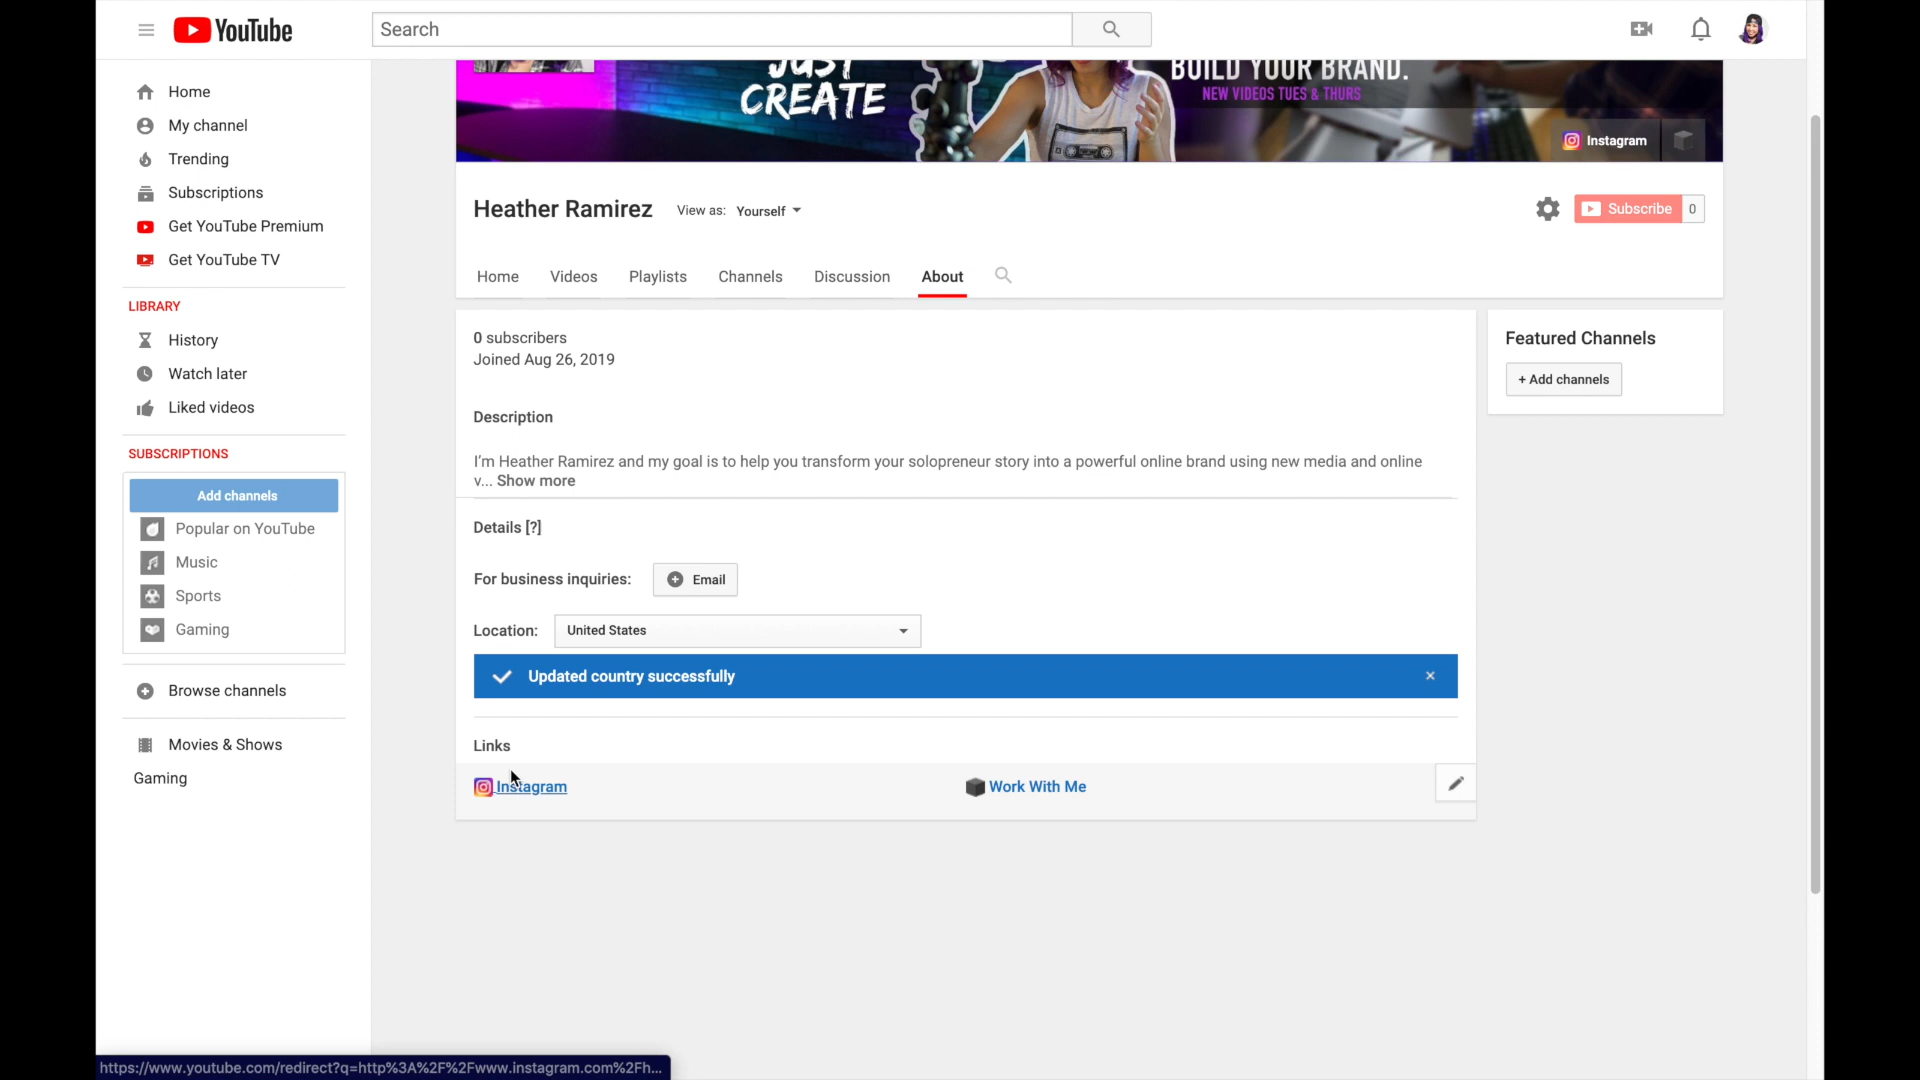 YouTube
Search
Home
My channel
Trending
Subscriptions
Get YouTube Premium
Get YouTube TV
LIBRARY
History
Watch later
Liked videos
SUBSCRIPTIONS
Add channels
Popular on YouTube
Music
Sports
Gaming
Browse channels
Movies & Shows
Gaming
JUST
CREATE
BUILD YOUR BRAND.
NEW VIDEOS TUES & THURS
Instagram
Heather Ramirez View as: Yourself
Subscribe 0
Home Videos Playlists Channels Discussion About
0 subscribers
Joined Aug 26, 2019
Description
I'm Heather Ramirez and my goal is to help you transform your solopreneur story into a powerful online brand using new media and online
v... Show more
Details [?]
For business inquiries: Email
Location: United States
Updated country successfully ×
Links
Instagram Work With Me
Featured Channels
+ Add channels
https://www.youtube.com/redirect?q=http%3A%2F%2Fwww.instagram.com%2Fh...